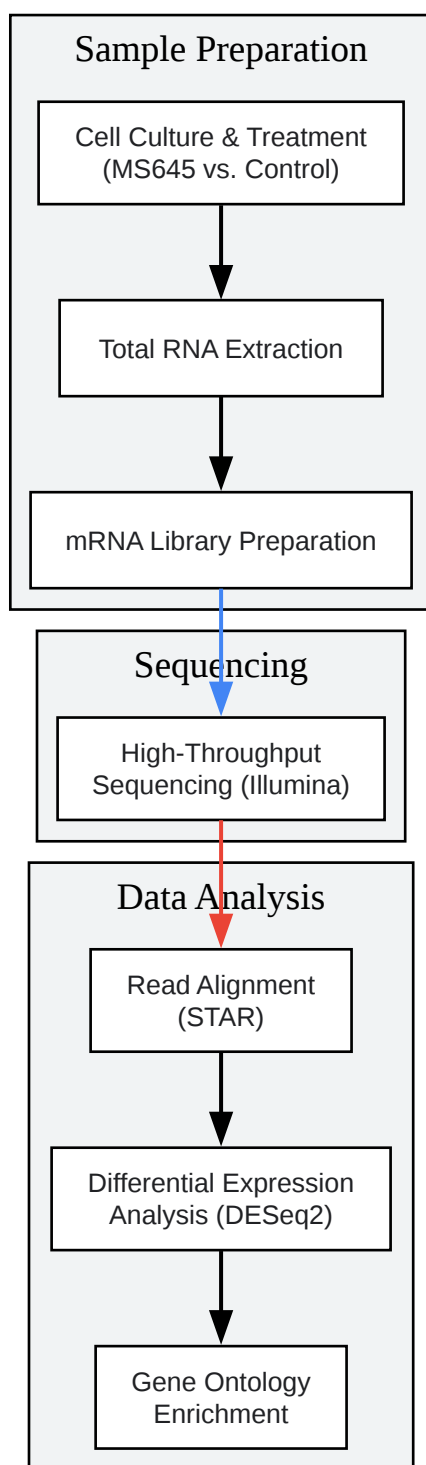 Sample Preparation
Cell Culture & Treatment
(MS645 vs. Control)
Total RNA Extraction
mRNA Library Preparation
Sequencing
High-Throughput
Sequencing (Illumina)
Data Analysis
Read Alignment
(STAR)
Differential Expression
Analysis (DESeq2)
Gene Ontology
Enrichment